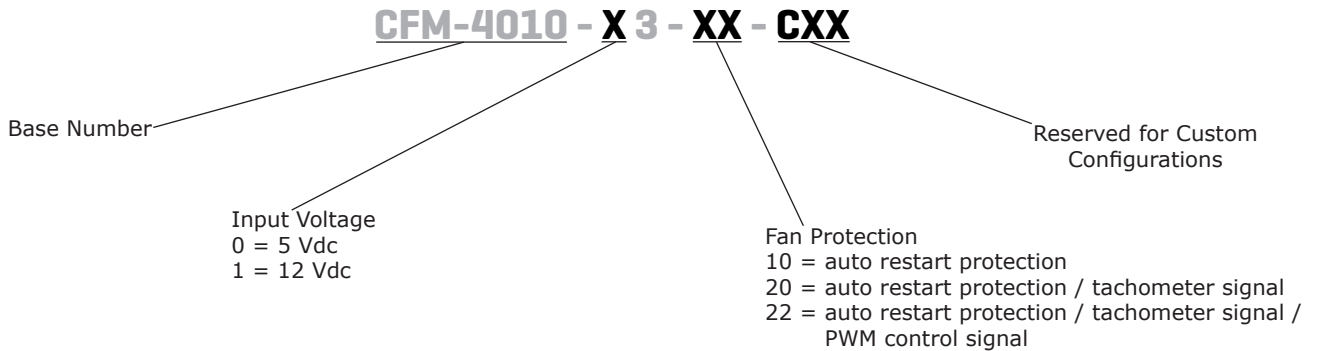 CFM-4010 - X 3 - XX - CXX
Base Number
Reserved for Custom
Configurations
Input Voltage
0 = 5 Vdc
1 = 12 Vdc
Fan Protection
10 = auto restart protection
20 = auto restart protection / tachometer signal
22 = auto restart protection / tachometer signal /
PWM control signal